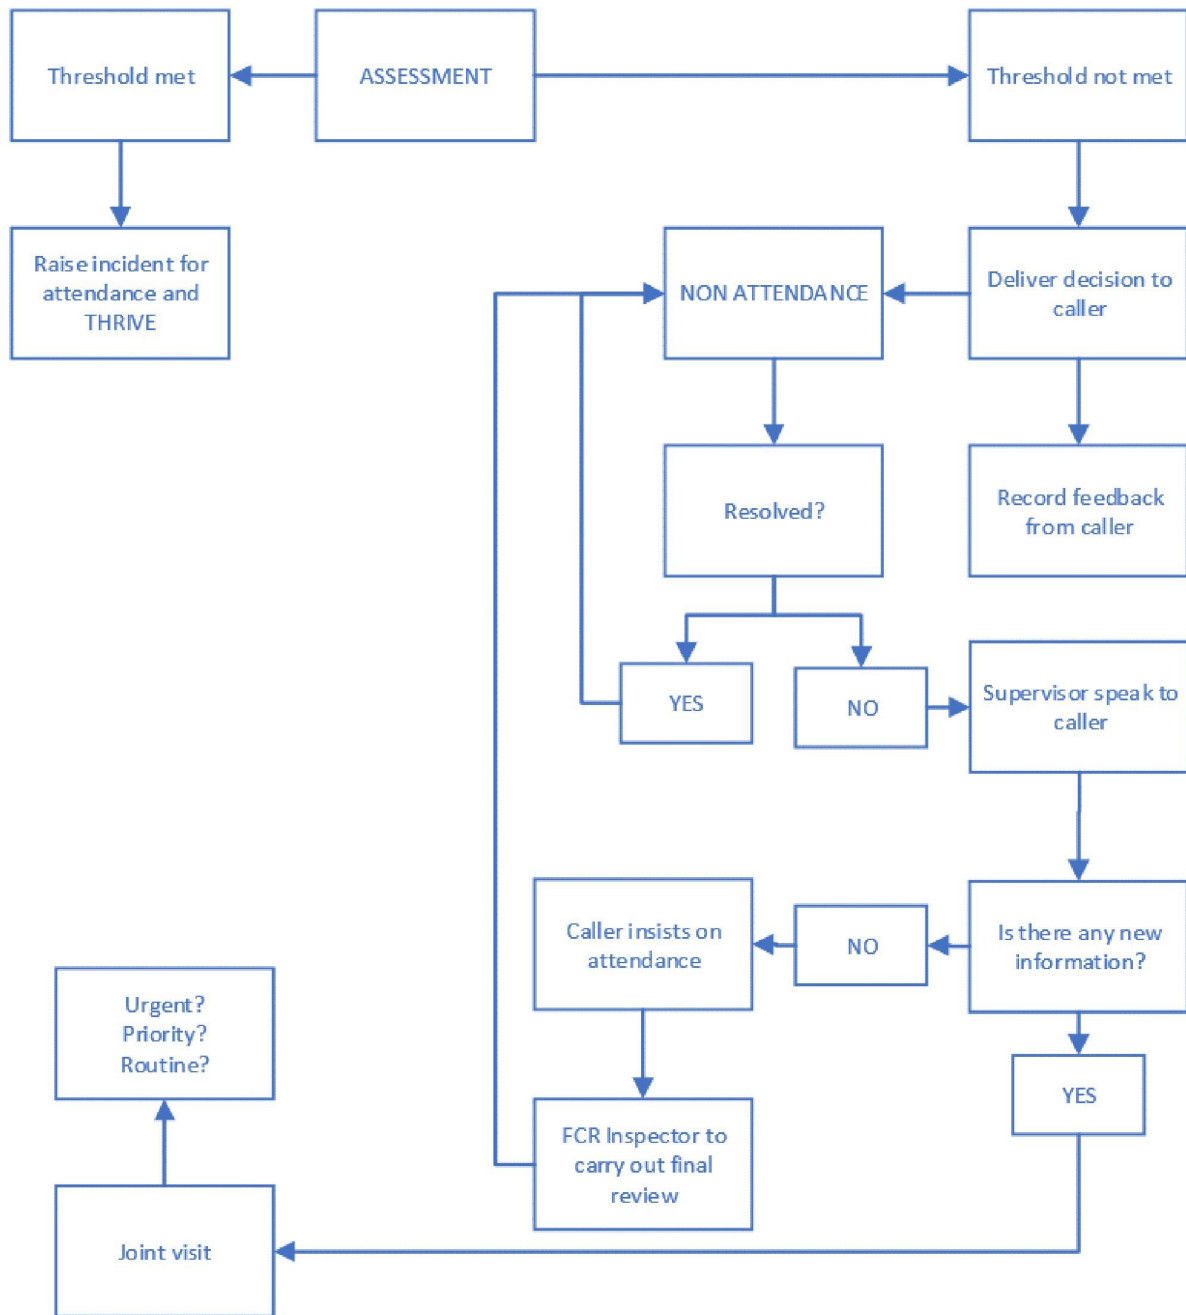 Threshold met
ASSESSMENT
Threshold not met
Raise incident for
attendance and
THRIVE
NON ATTENDANCE
Deliver decision to
caller
Resolved?
Record feedback
from caller
YES
NO
Supervisor speak to
caller
Caller insists on
attendance
NO
Is there any new
information?
Urgent?
Priority?
Routine?
YES
FCR Inspector to
carry out final
review
Joint visit